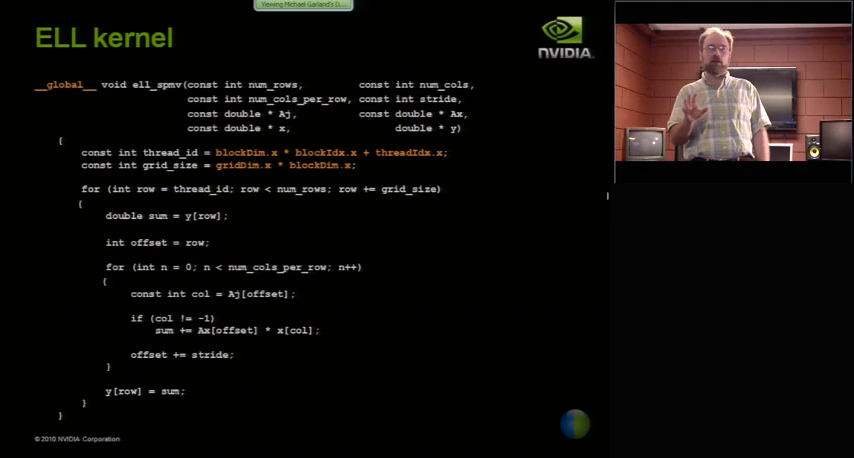 Viewing Michael Garland's D...
ELL kernel
NVIDIA.
__global__ void ell_spmv(const int num_rows, const int num_cols,
const int num_cols_per_row, const int stride,
const double * Aj, const double * Ax,
const double * x, double * y)
{
const int thread_id = blockDim.x * blockIdx.x + threadIdx.x;
const int grid_size = gridDim.x * blockDim.x;
for (int row = thread_id; row < num_rows; row += grid_size)
{
double sum = y[row];
int offset = row;
for (int n = 0; n < num_cols_per_row; n++)
{
const int col = Aj[offset];
if (col != -1)
sum += Ax[offset] * x[col];
offset += stride;
}
y[row] = sum;
}
}
© 2010 NVIDIA Corporation